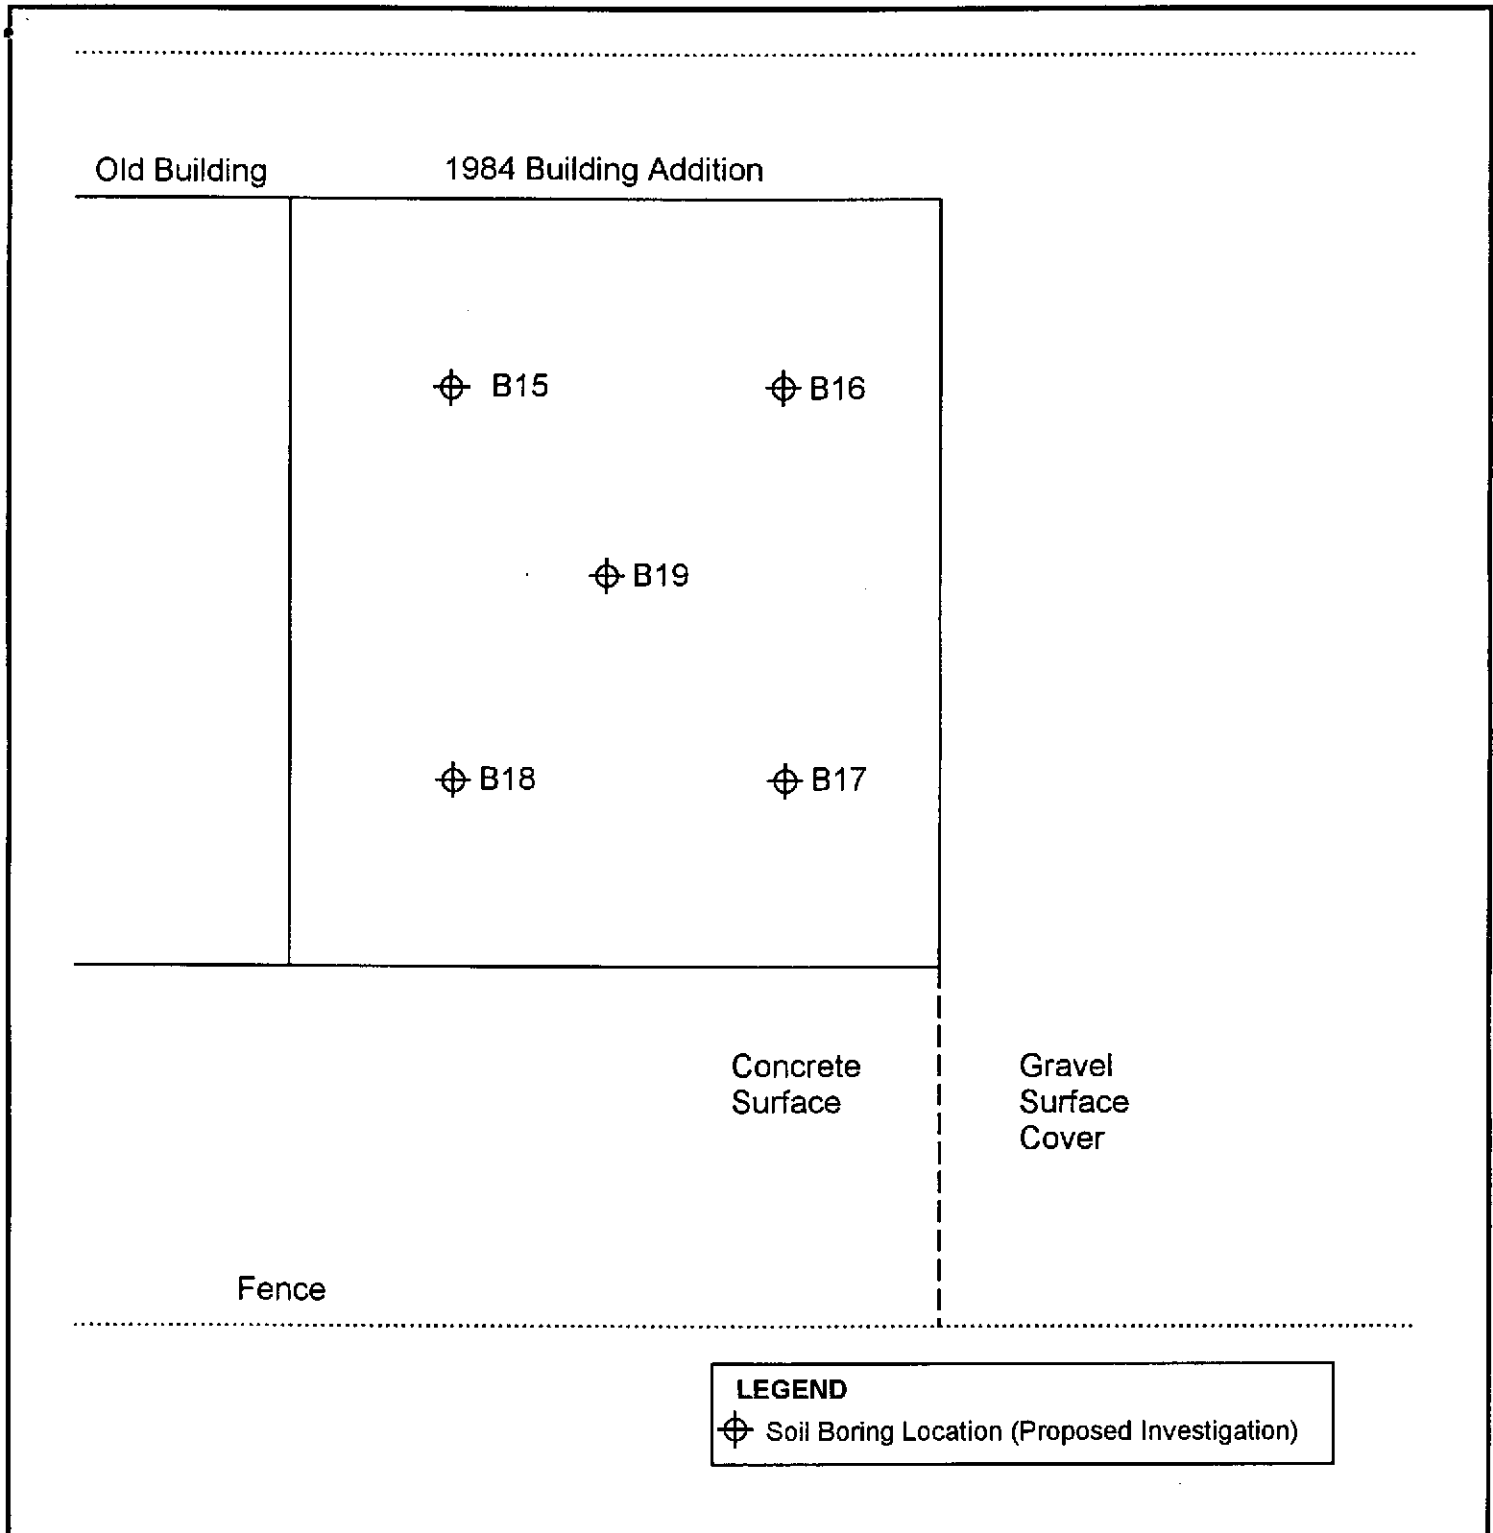 Old Building
1984 Building Addition
B15
B16
B19
B18
B17
Concrete
Surface
Gravel
Surface
Cover
Fence
LEGEND
Soil Boring Location (Proposed Investigation)